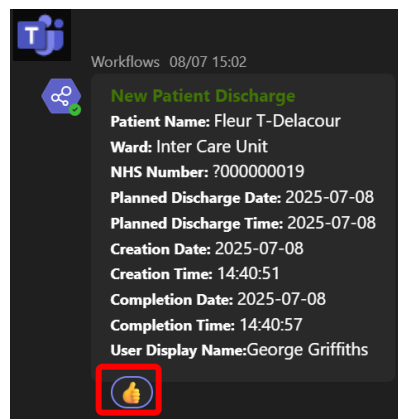 T
Workflows 08/07 15:02
New Patient Discharge
Patient Name: Fleur T-Delacour
Ward: Inter Care Unit
NHS Number: ?000000019
Planned Discharge Date: 2025-07-08
Planned Discharge Time: 2025-07-08
Creation Date: 2025-07-08
Creation Time: 14:40:51
Completion Date: 2025-07-08
Completion Time: 14:40:57
User Display Name:George Griffiths